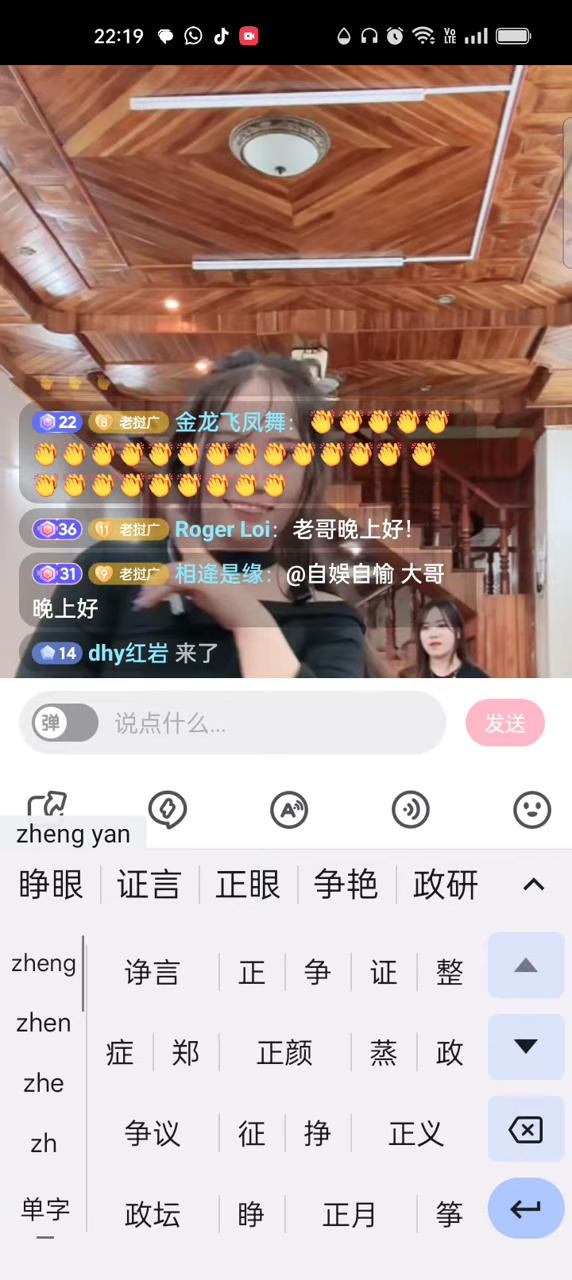 22:19 Vo LTE
22 8 老挝广 金龙飞凤舞: 👏👏👏👏👏
👏👏👏👏👏👏👏👏👏👏👏👏👏 👏
👏👏👏👏👏👏👏👏👏
36 11 老挝广 Roger Loi: 老哥晚上好!
31 9 老挝广 相逢是缘: @自娱自愉 大哥
晚上好
14 dhy红岩 来了
弹 说点什么... 发送
zheng yan
睁眼 证言 正眼 争艳 政研
zheng 诤言 正 争 证 整
zhen 症 郑 正颜 蒸 政
zhe 争议 征 挣 正义
zh
单字 政坛 睁 正月 筝